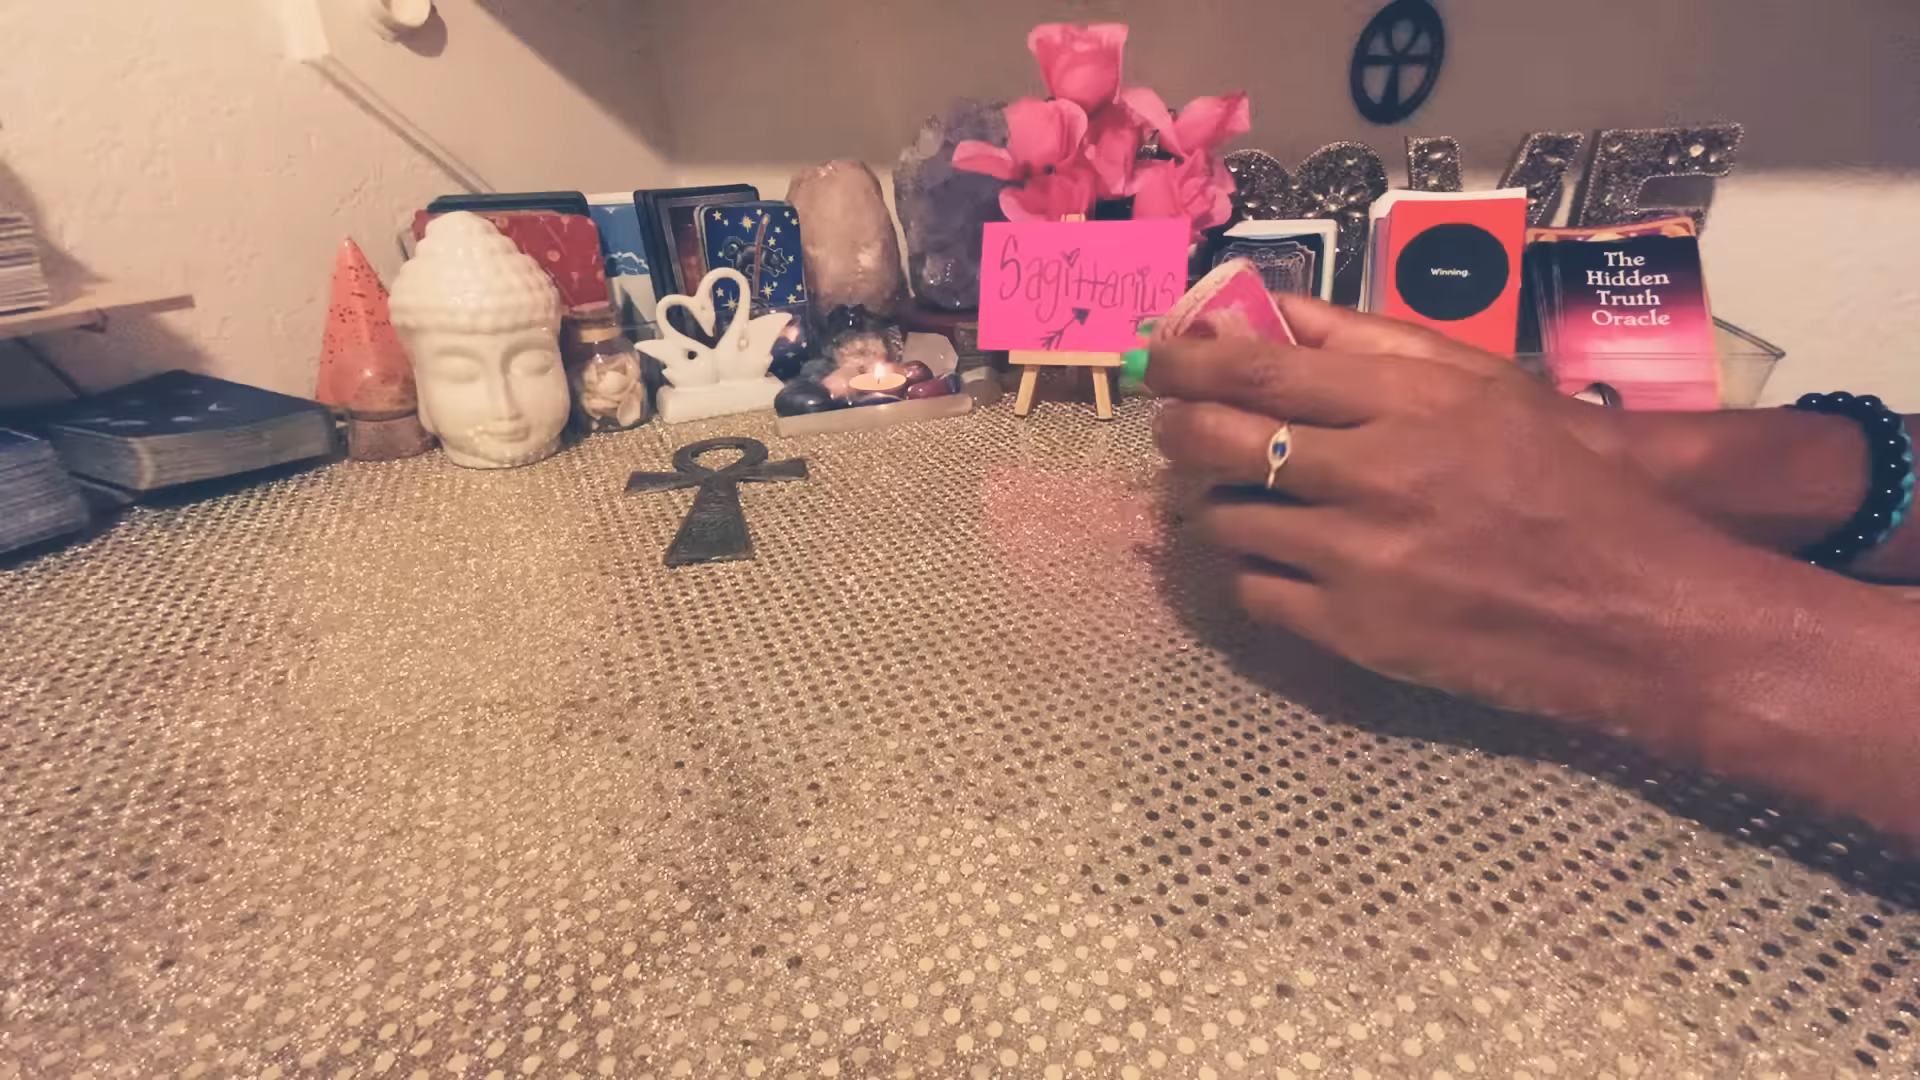 Sagittarius
Winning.
The
Hidden
Truth
Oracle